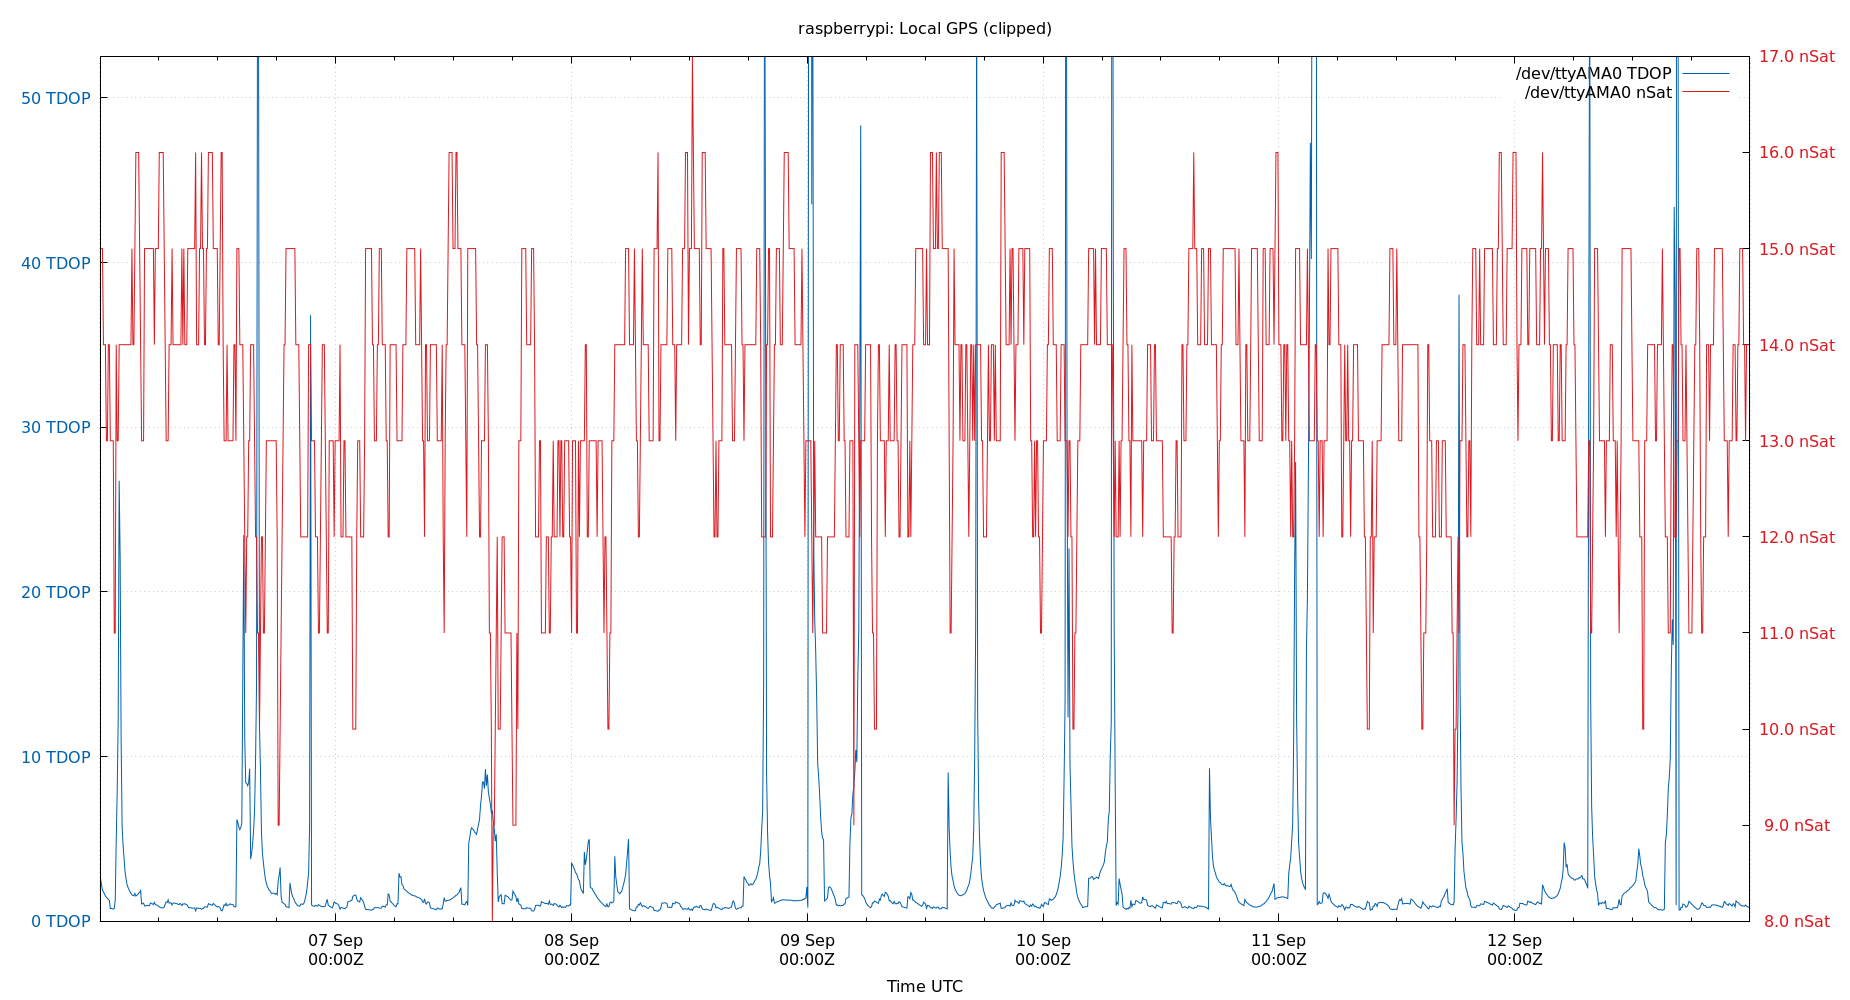 raspberrypi: Local GPS (clipped)
/dev/ttyAMA0 TDOP
/dev/ttyAMA0 nSat
50 TDOP
40 TDOP
30 TDOP
20 TDOP
10 TDOP
0 TDOP
17.0 nSat
16.0 nSat
15.0 nSat
14.0 nSat
13.0 nSat
12.0 nSat
11.0 nSat
10.0 nSat
9.0 nSat
8.0 nSat
07 Sep
00:00Z
08 Sep
00:00Z
09 Sep
00:00Z
10 Sep
00:00Z
11 Sep
00:00Z
12 Sep
00:00Z
Time UTC